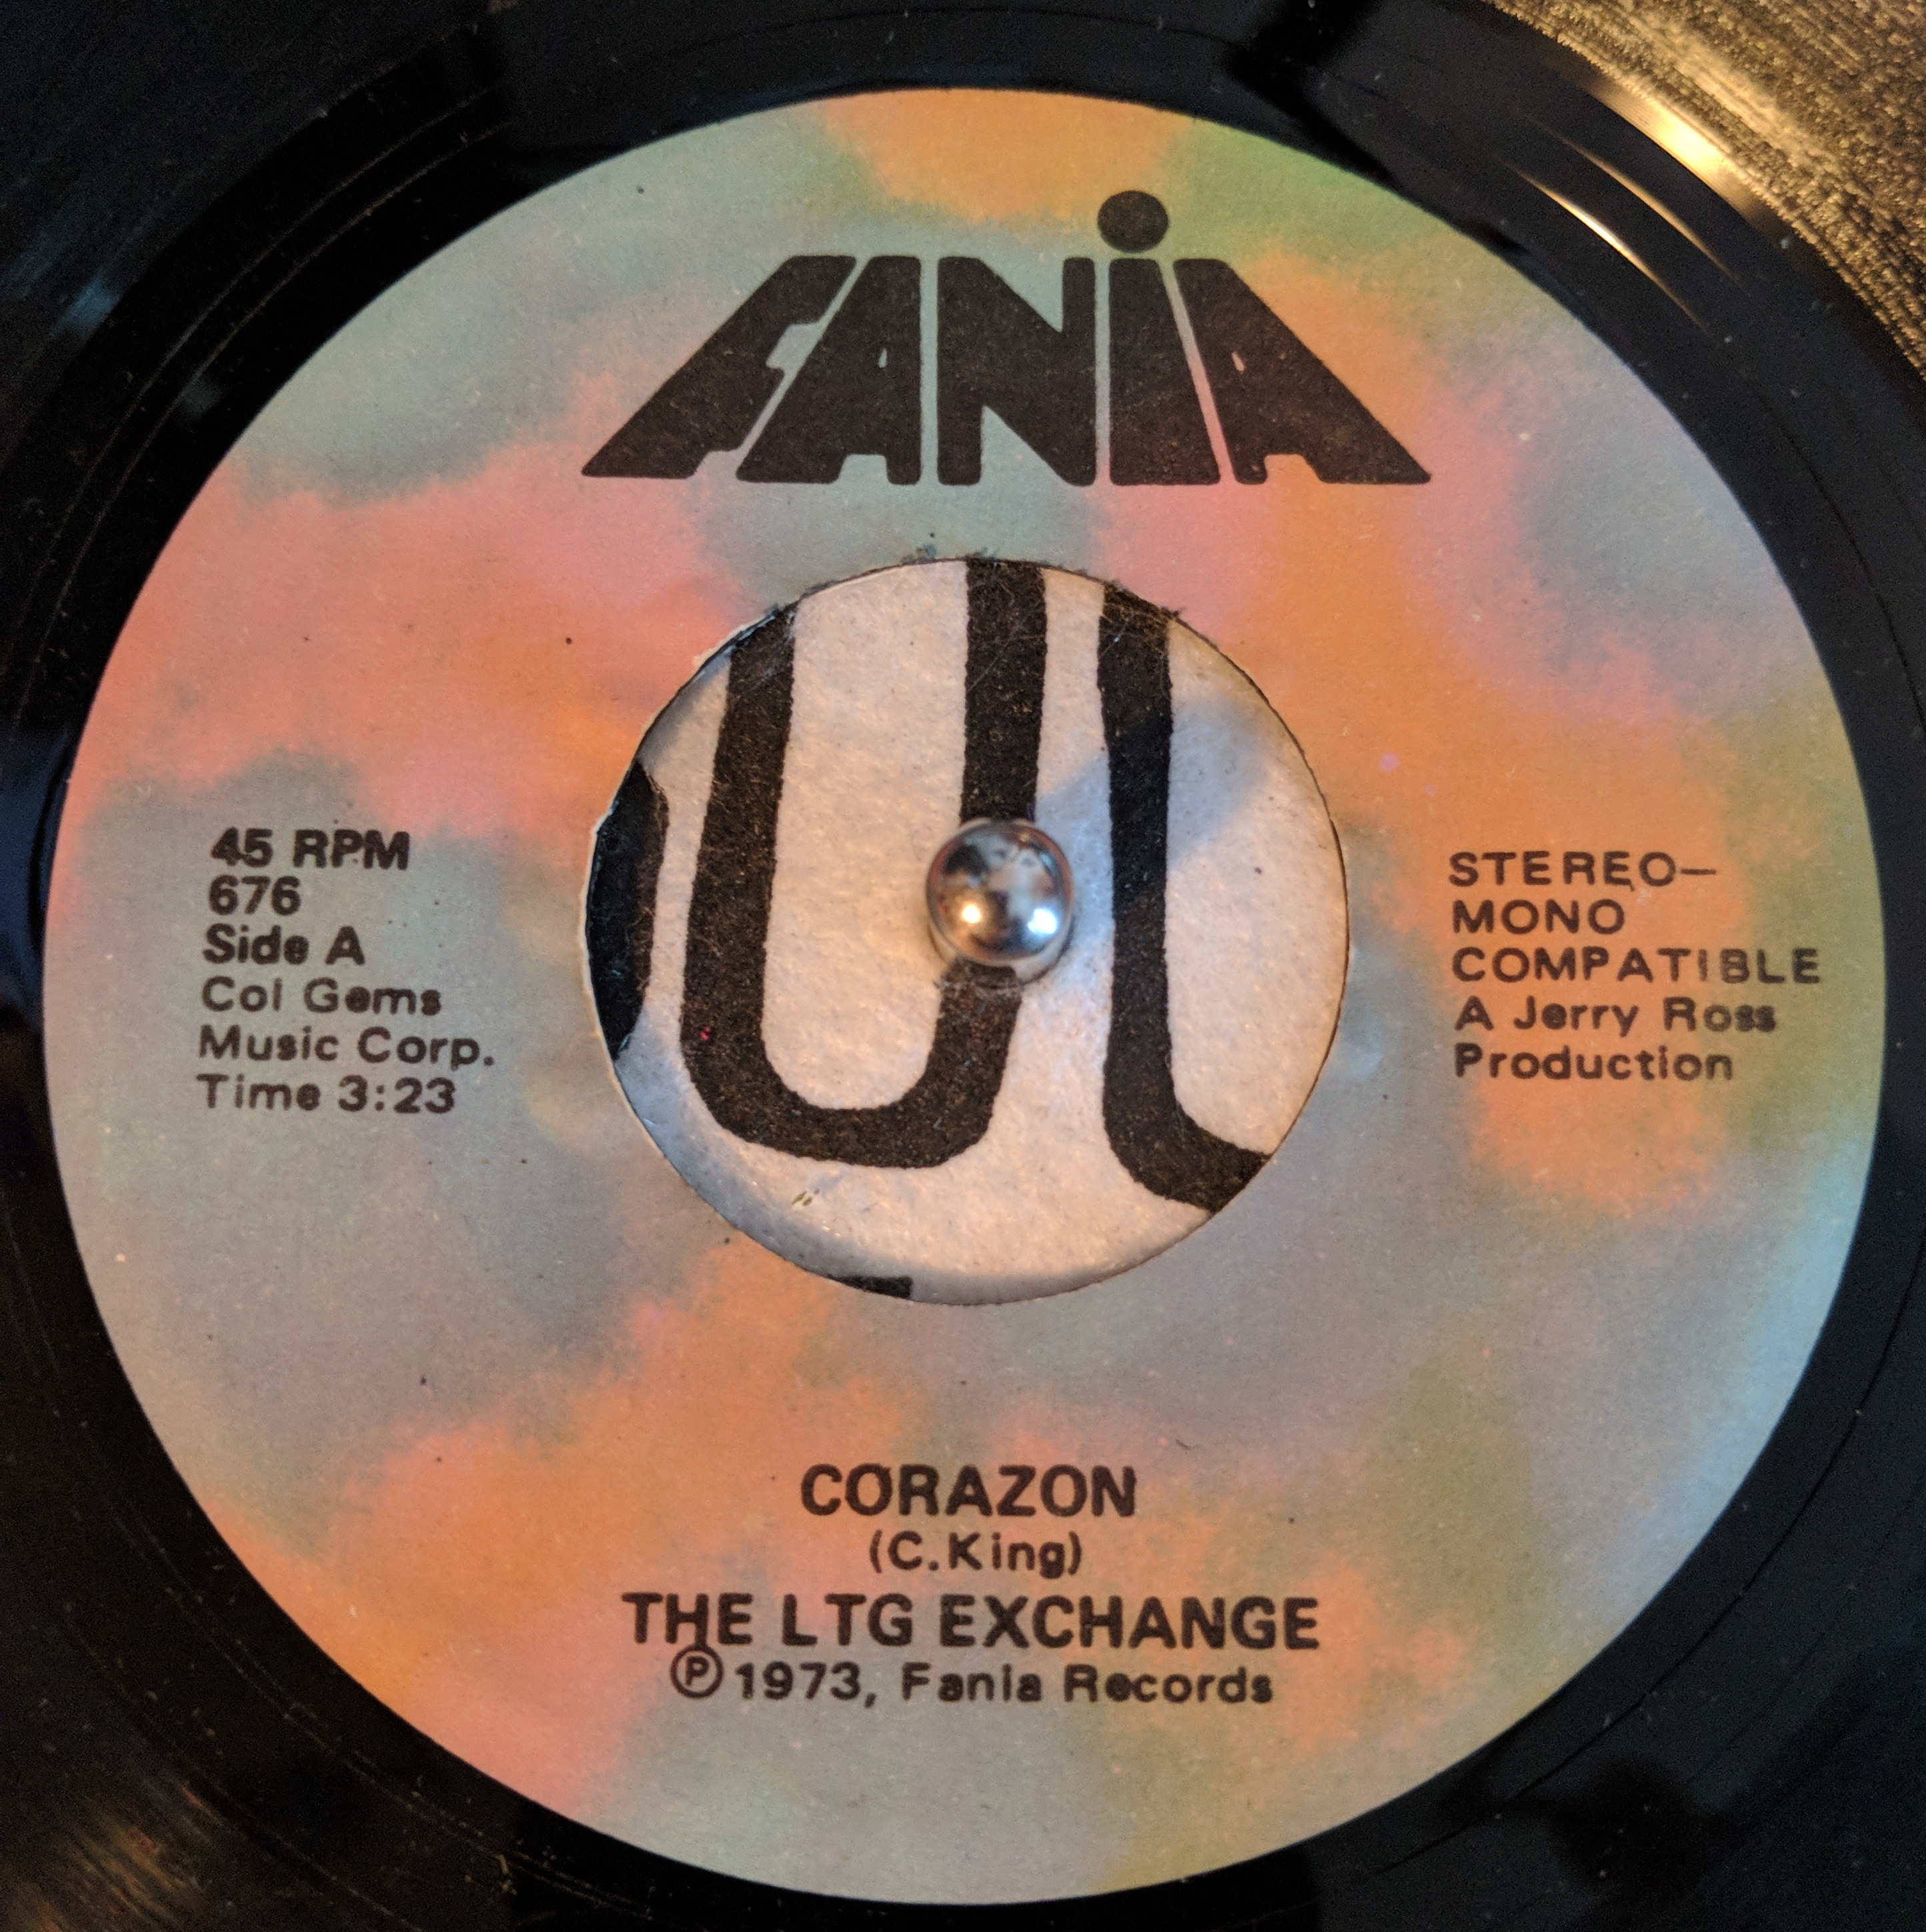 FANiA
45 RPM
676
Side A
Col Gems
Music Corp.
Time 3:23
STEREO—
MONO
COMPATIBLE
A Jerry Ross
Production
CORAZON
(C.King)
THE LTG EXCHANGE
Ⓟ 1973, Fania Records